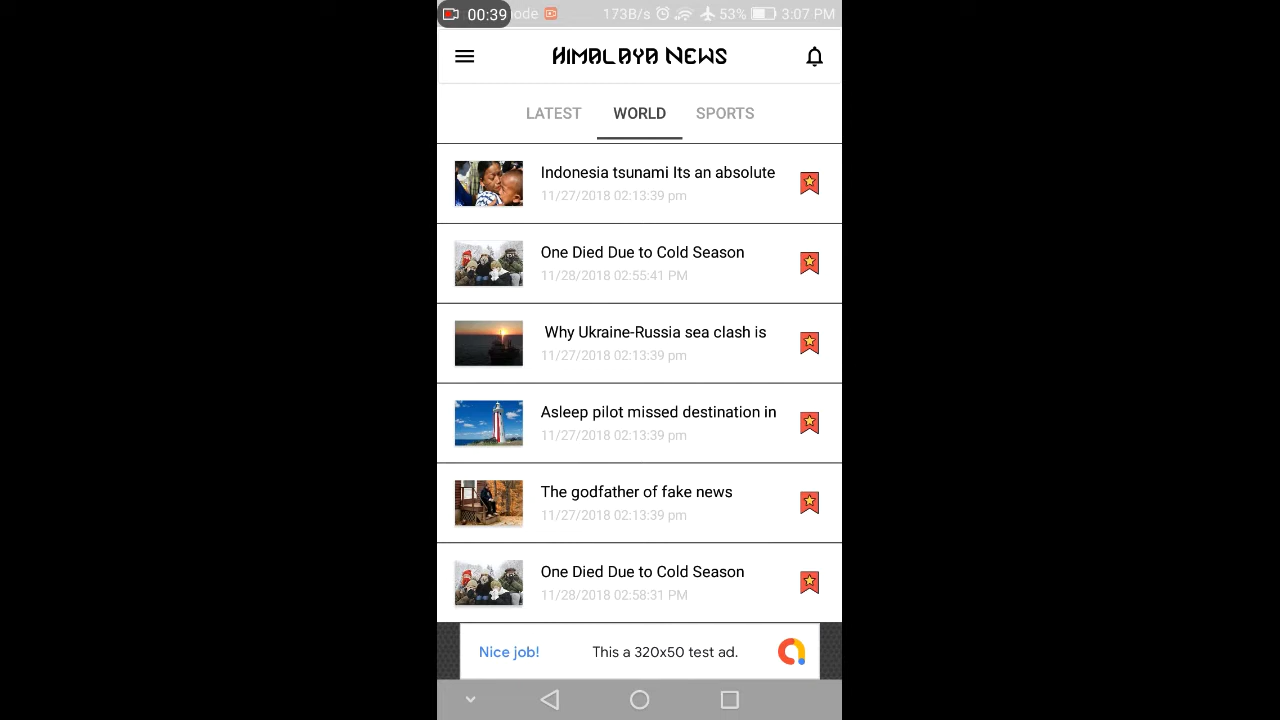 00:39 ode 173B/s 53% 3:07 PM
Himalaya News
LATEST WORLD SPORTS
Indonesia tsunami Its an absolute
11/27/2018 02:13:39 pm
One Died Due to Cold Season
11/28/2018 02:55:41 PM
Why Ukraine-Russia sea clash is
11/27/2018 02:13:39 pm
Asleep pilot missed destination in
11/27/2018 02:13:39 pm
The godfather of fake news
11/27/2018 02:13:39 pm
One Died Due to Cold Season
11/28/2018 02:58:31 PM
Nice job! This a 320x50 test ad.